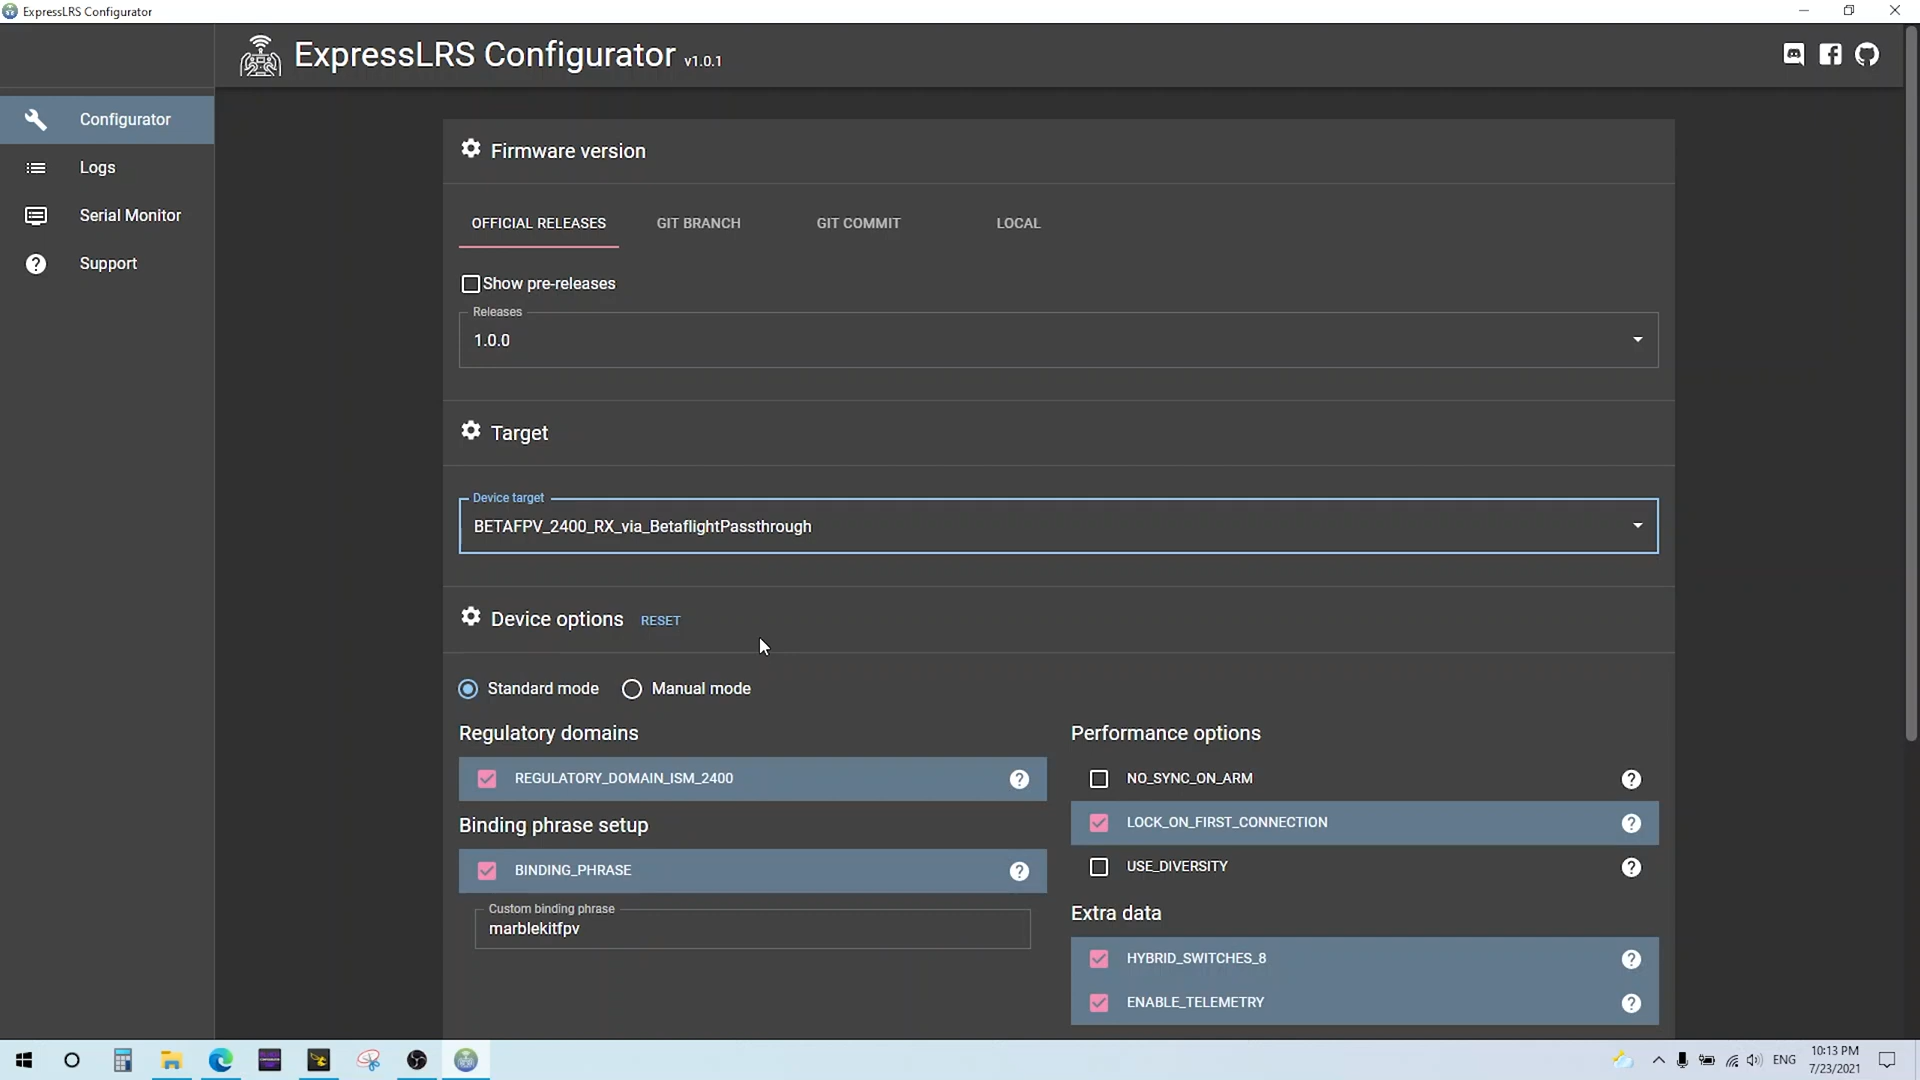 ExpressLRS Configurator
ExpressLRS Configurator v1.0.1
Configurator
Logs
Serial Monitor
Support
Firmware version
OFFICIAL RELEASES GIT BRANCH GIT COMMIT LOCAL
Show pre-releases
Releases
1.0.0
Target
Device target
BETAFPV_2400_RX_via_BetaflightPassthrough
Device options RESET
Standard mode Manual mode
Regulatory domains
REGULATORY_DOMAIN_ISM_2400
Binding phrase setup
BINDING_PHRASE
Custom binding phrase
marblekitfpv
Performance options
NO_SYNC_ON_ARM
LOCK_ON_FIRST_CONNECTION
USE_DIVERSITY
Extra data
HYBRID_SWITCHES_8
ENABLE_TELEMETRY
ENG
10:13 PM
7/23/2021